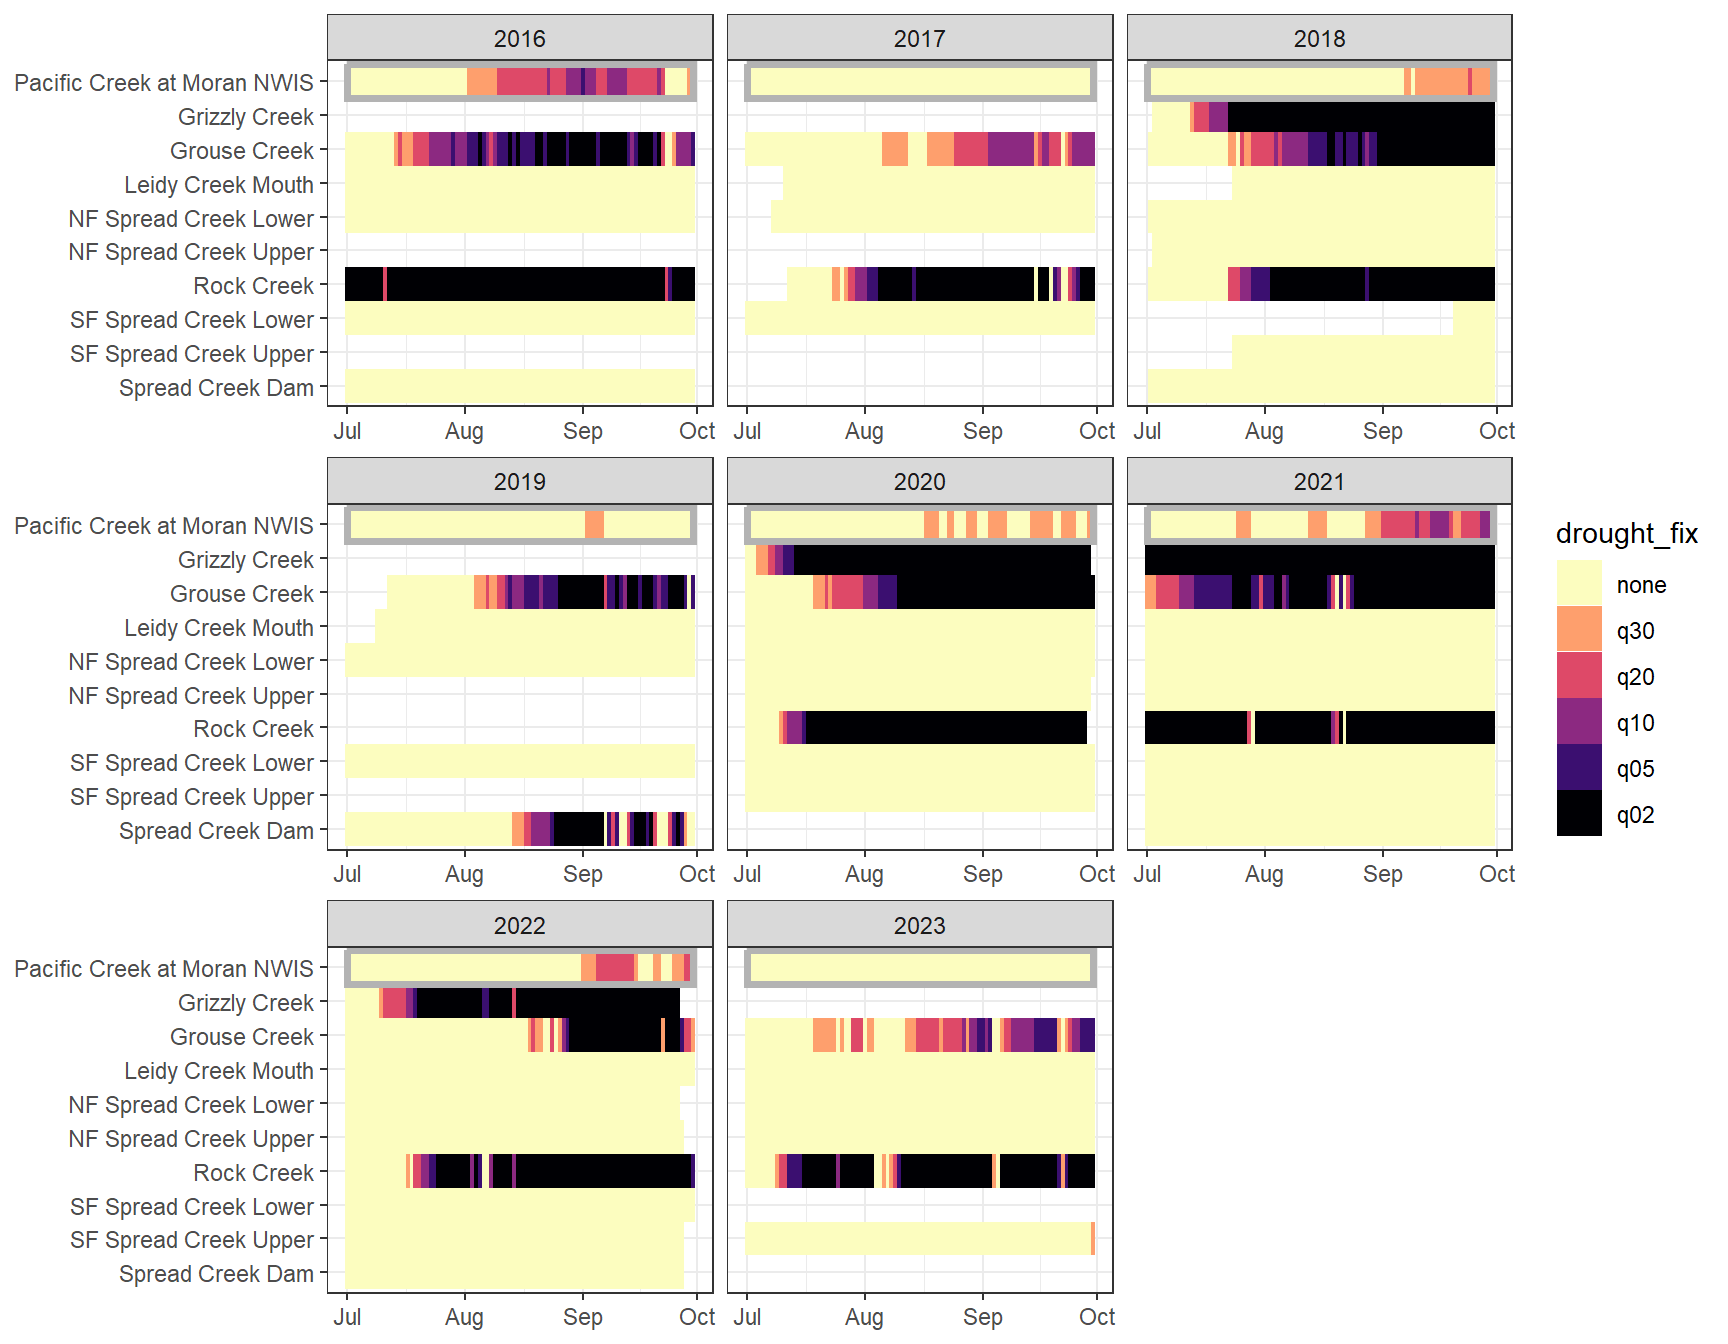 2016
2017
2018
Pacific Creek at Moran NWIS
Grizzly Creek
Grouse Creek
Leidy Creek Mouth
NF Spread Creek Lower
NF Spread Creek Upper
Rock Creek
SF Spread Creek Lower
SF Spread Creek Upper
Spread Creek Dam
Jul Aug Sep Oct
Jul Aug Sep Oct
Jul Aug Sep Oct
2019
2020
2021
Pacific Creek at Moran NWIS
Grizzly Creek
Grouse Creek
Leidy Creek Mouth
NF Spread Creek Lower
NF Spread Creek Upper
Rock Creek
SF Spread Creek Lower
SF Spread Creek Upper
Spread Creek Dam
Jul Aug Sep Oct
Jul Aug Sep Oct
Jul Aug Sep Oct
2022
2023
Pacific Creek at Moran NWIS
Grizzly Creek
Grouse Creek
Leidy Creek Mouth
NF Spread Creek Lower
NF Spread Creek Upper
Rock Creek
SF Spread Creek Lower
SF Spread Creek Upper
Spread Creek Dam
Jul Aug Sep Oct
Jul Aug Sep Oct
drought_fix
none
q30
q20
q10
q05
q02